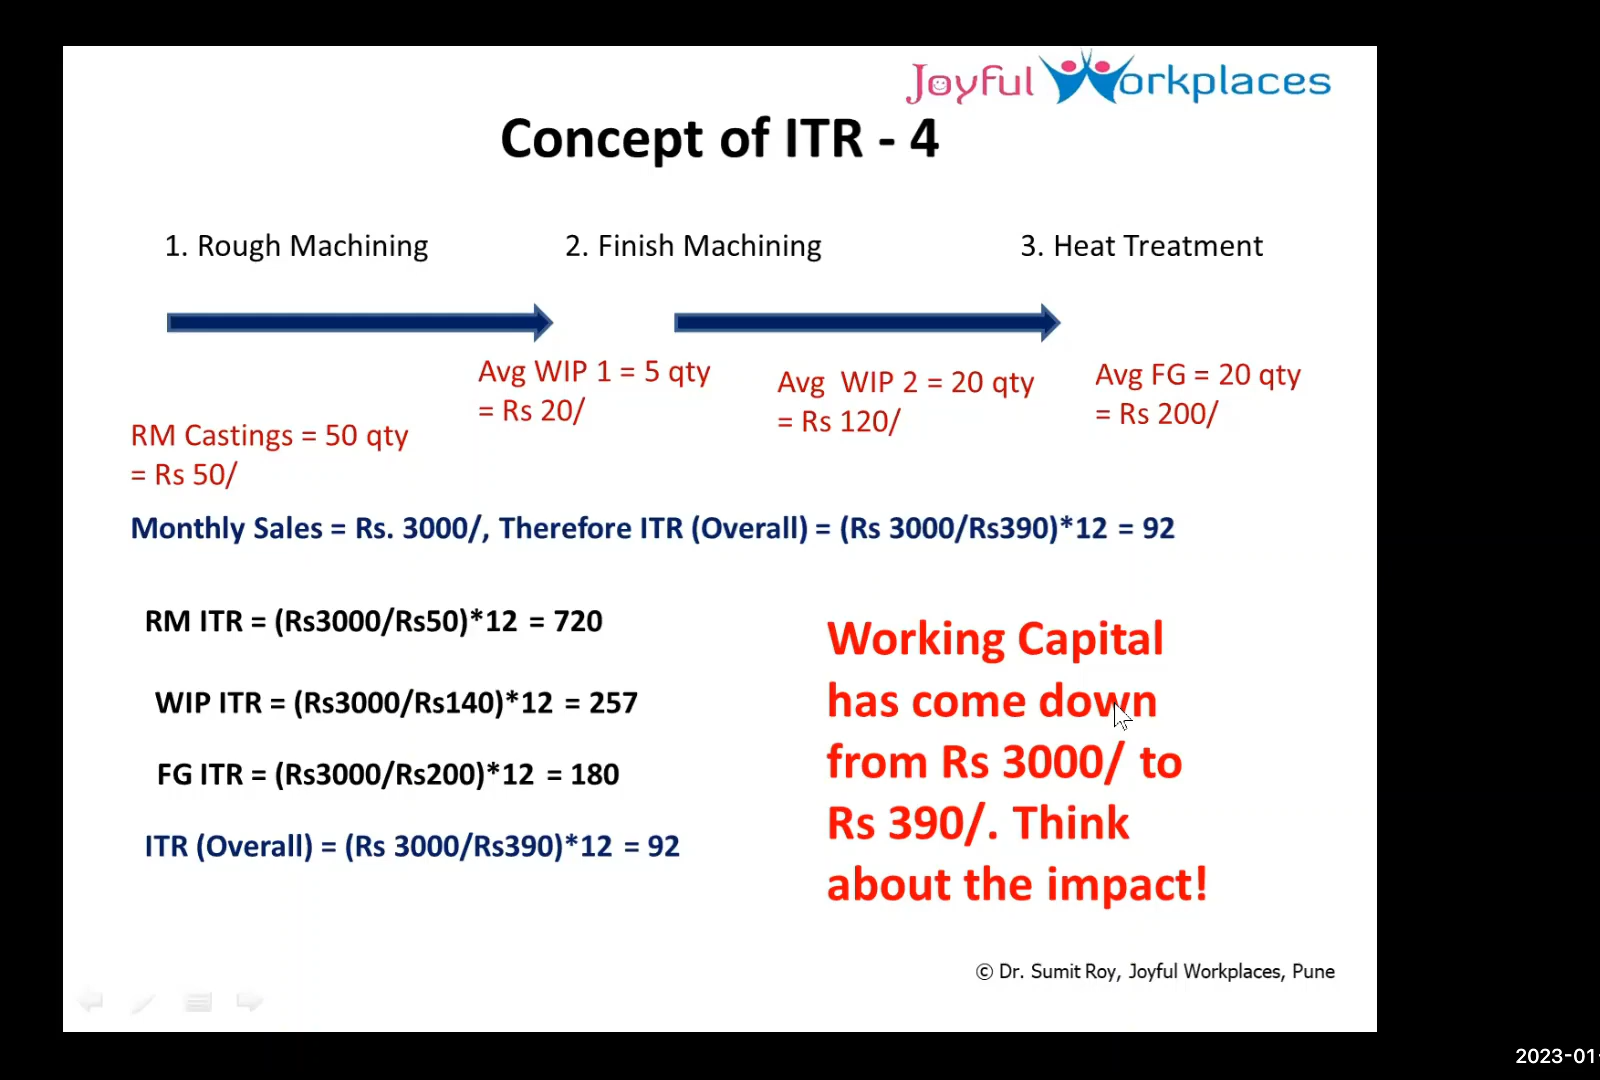 Joyful Workplaces
Concept of ITR - 4
1. Rough Machining
2. Finish Machining
3. Heat Treatment
Avg WIP 1 = 5 qty
= Rs 20/
Avg WIP 2 = 20 qty
= Rs 120/
Avg FG = 20 qty
= Rs 200/
RM Castings = 50 qty
= Rs 50/
Monthly Sales = Rs. 3000/, Therefore ITR (Overall) = (Rs 3000/Rs390)*12 = 92
RM ITR = (Rs3000/Rs50)*12 = 720
WIP ITR = (Rs3000/Rs140)*12 = 257
FG ITR = (Rs3000/Rs200)*12 = 180
ITR (Overall) = (Rs 3000/Rs390)*12 = 92
Working Capital
has come down
from Rs 3000/ to
Rs 390/. Think
about the impact!
© Dr. Sumit Roy, Joyful Workplaces, Pune
2023-01-